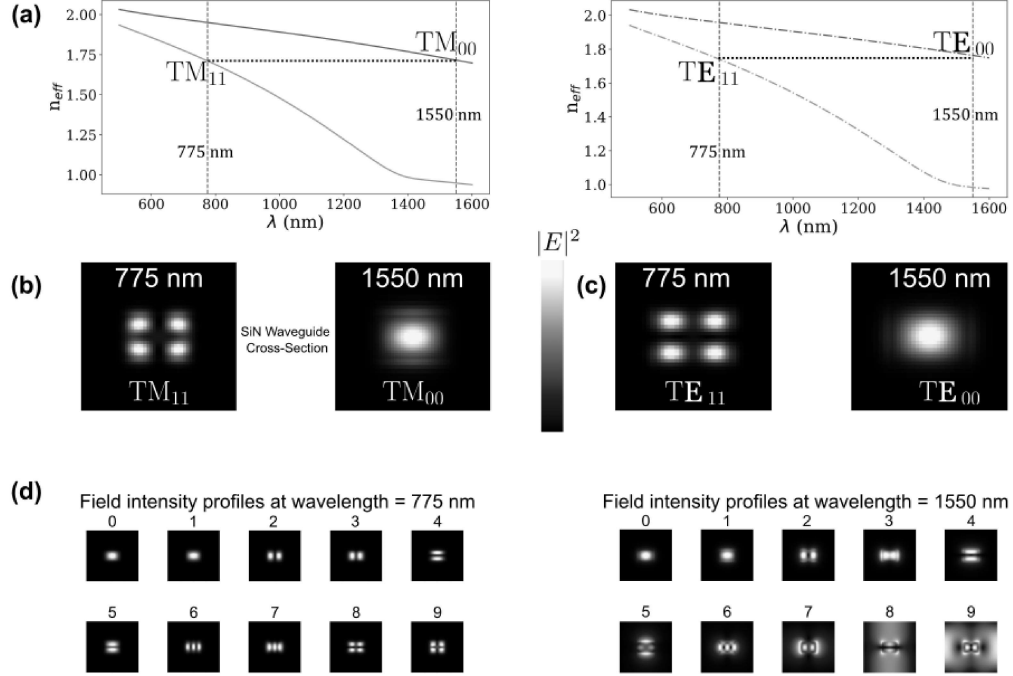 (a)
2.00
1.75
1.50
1.25
1.00
n_eff
TM₀₀
TM₁₁
1550 nm
775 nm
600 800 1000 1200 1400 1600
λ (nm)
2.0
1.8
1.6
1.4
1.2
1.0
n_eff
TE₀₀
TE₁₁
1550 nm
775 nm
600 800 1000 1200 1400 1600
λ (nm)
(b)
775 nm
TM₁₁
SiN Waveguide
Cross-Section
1550 nm
TM₀₀
|E|²
(c)
775 nm
TE₁₁
1550 nm
TE₀₀
(d)
Field intensity profiles at wavelength = 775 nm
0 1 2 3 4
5 6 7 8 9
Field intensity profiles at wavelength = 1550 nm
0 1 2 3 4
5 6 7 8 9